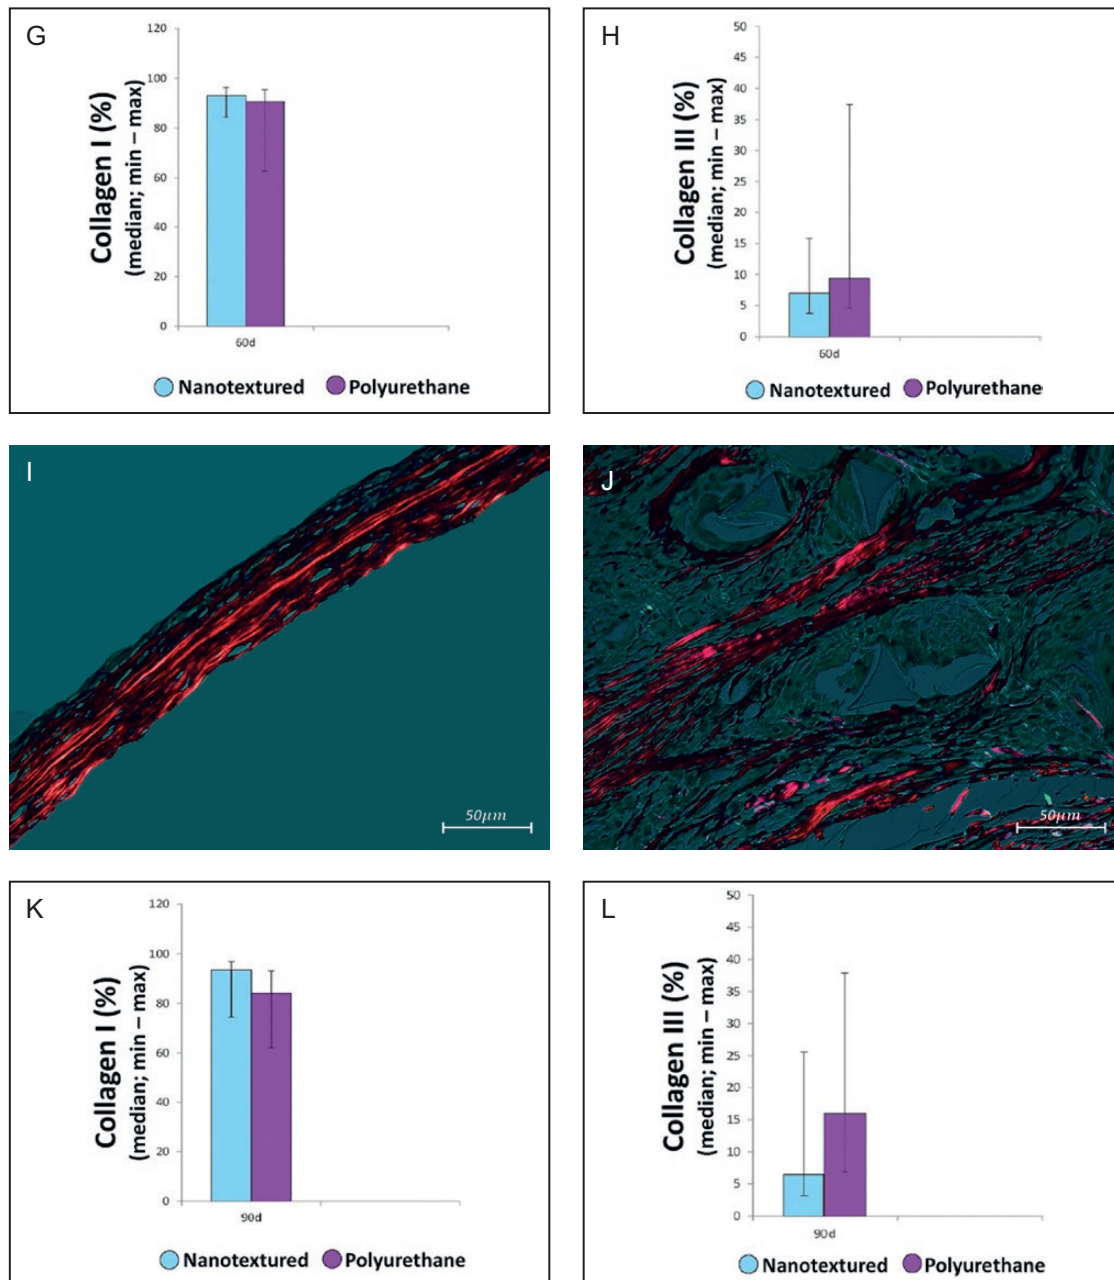 G
Collagen I (%)
(median; min – max)
120
100
80
60
40
20
0
60d
Nanotextured Polyurethane
H
Collagen III (%)
(median; min – max)
50
45
40
35
30
25
20
15
10
5
0
60d
Nanotextured Polyurethane
I
50µm
J
50µm
K
Collagen I (%)
(median; min – max)
120
100
80
60
40
20
0
90d
Nanotextured Polyurethane
L
Collagen III (%)
(median; min – max)
50
45
40
35
30
25
20
15
10
5
0
90d
Nanotextured Polyurethane